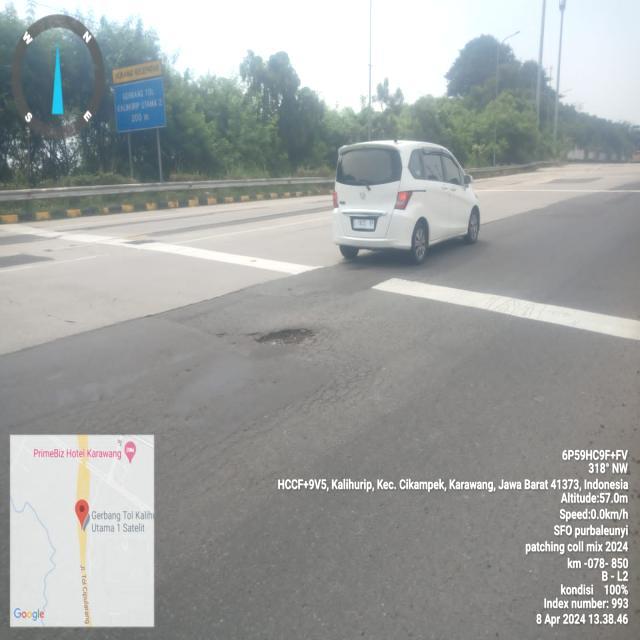 N
E
S
GERBANG TOL
KALIHURIP UTAMA 2
200 m
PrimeBiz Hotel Karawang
Gerbang Tol Kalih
Utama 1 Satelit
Jl. Tol Cipularang
Google
6P59HC9F+FV
318° NW
HCCF+9V5, Kalihurip, Kec. Cikampek, Karawang, Jawa Barat 41373, Indonesia
Altitude:57.0m
Speed:0.0km/h
SFO purbaleunyi
patching coll mix 2024
km -078- 850
B - L2
kondisi 100%
Index number: 993
8 Apr 2024 13.38.46